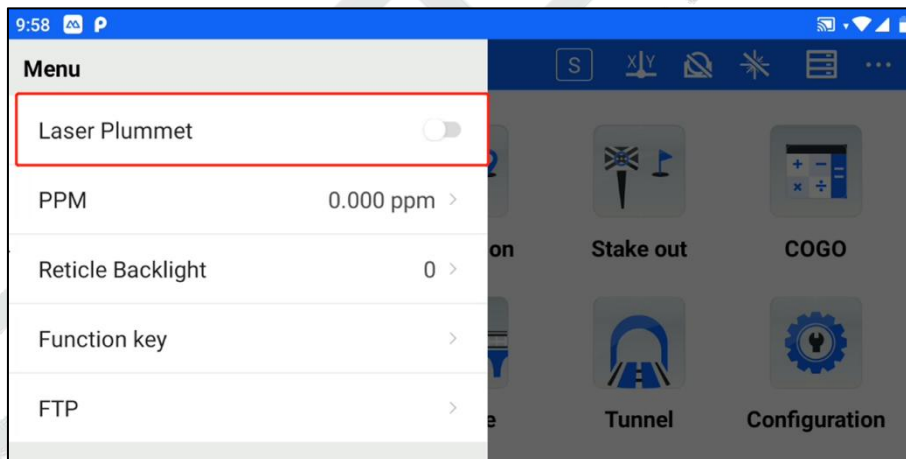 9:58
Menu
S X Y
Laser Plummet
PPM 0.000 ppm
Reticle Backlight 0
Function key
FTP
on Stake out COGO
e Tunnel Configuration